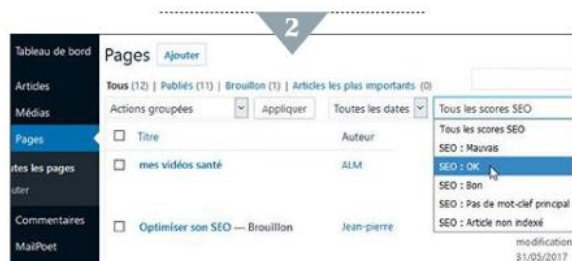 2
Tableau de bord
Articles
Médias
Pages
tes les pages
uter
Commentaires
MailPoet
Pages Ajouter
Tous (12) | Publiés (11) | Brouillon (1) | Articles les plus importants (0)
Actions groupées Appliquer Toutes les dates Tous les scores SEO
Tous les scores SEO
SEO : Mauvais
SEO : OK
SEO : Bon
SEO : Pas de mot-clef principal
SEO : Article non indexé
Titre Auteur
mes vidéos santé ALM
Optimiser son SEO — Brouillon Jean-pierre
modification
31/05/2017